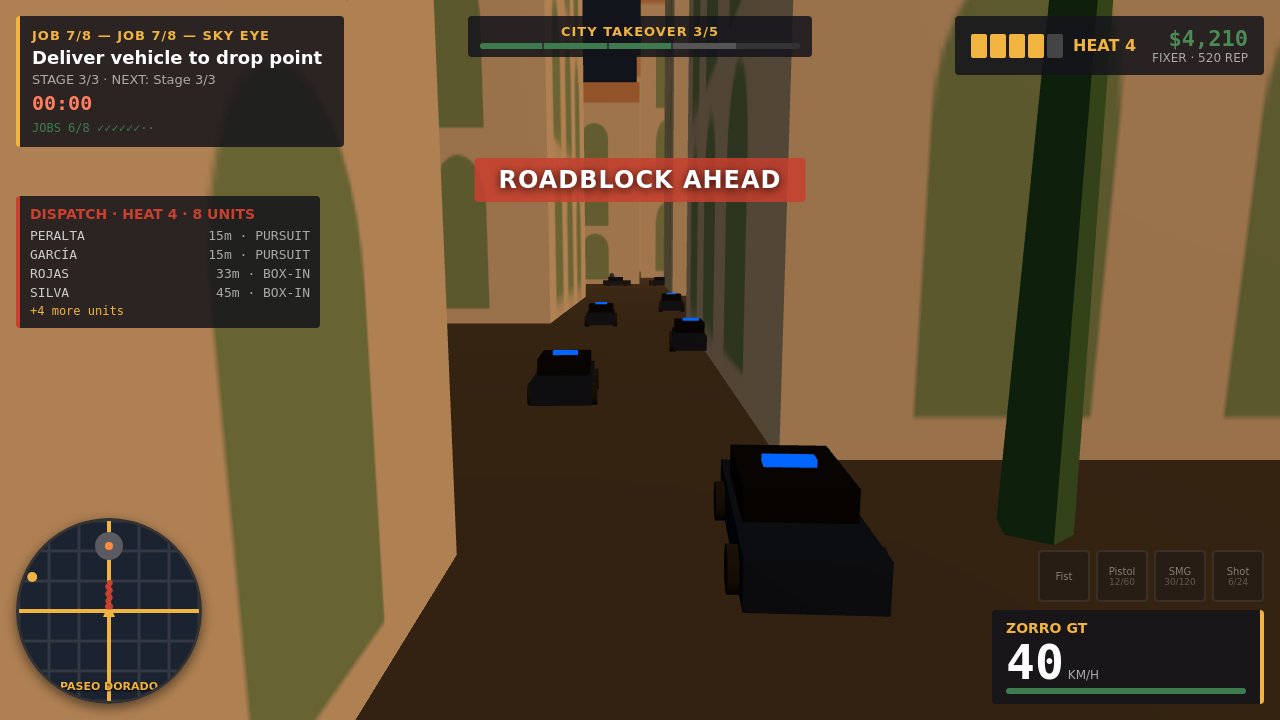 JOB 7/8 — JOB 7/8 — SKY EYE
Deliver vehicle to drop point
STAGE 3/3 · NEXT: Stage 3/3
00:00
JOBS 6/8 ✓✓✓✓✓✓··
CITY TAKEOVER 3/5
HEAT 4
$4,210
FIXER · 520 REP
ROADBLOCK AHEAD
DISPATCH · HEAT 4 · 8 UNITS
PERALTA 15m · PURSUIT
GARCÍA 15m · PURSUIT
ROJAS 33m · BOX-IN
SILVA 45m · BOX-IN
+4 more units
PASEO DORADO
Fist
Pistol
12/60
SMG
30/120
Shot
6/24
ZORRO GT
40 KM/H